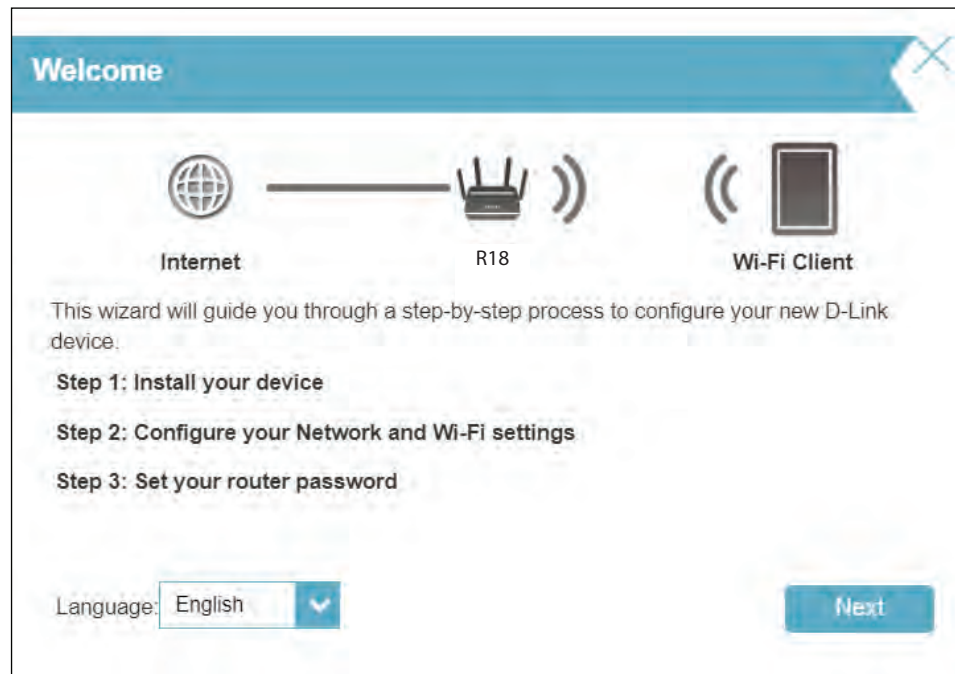 Welcome
Internet
R18
Wi-Fi Client
This wizard will guide you through a step-by-step process to configure your new D-Link
device.
Step 1: Install your device
Step 2: Configure your Network and Wi-Fi settings
Step 3: Set your router password
Language: English
Next